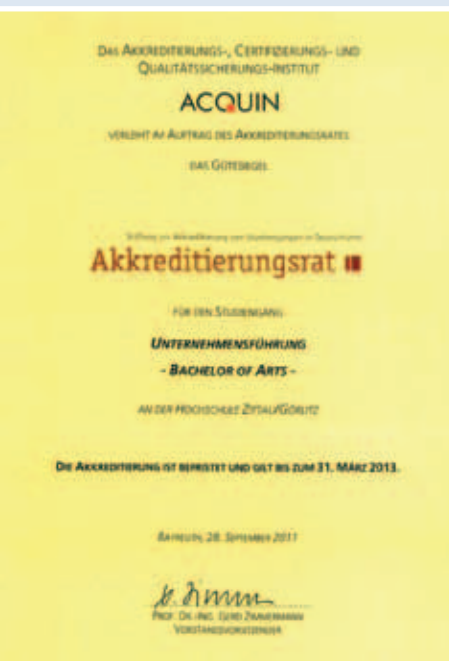 DAS AKKREDITIERUNGS-, CERTIFIZIERUNGS- UND
QUALITÄTSSICHERUNGS-INSTITUT
ACQUIN
VERLEIHT IM AUFTRAG DES AKKREDITIERUNGSRATES
DAS GÜTESIEGEL
Stiftung zur Akkreditierung von Studiengängen in Deutschland
Akkreditierungsrat
FÜR DEN STUDIENGANG
UNTERNEHMENSFÜHRUNG
- BACHELOR OF ARTS -
AN DER HOCHSCHULE ZITTAU/GÖRLITZ
DIE AKKREDITIERUNG IST BEFRISTET UND GILT BIS ZUM 31. MÄRZ 2013.
BAYREUTH, 28. SEPTEMBER 2011
PROF. DR.-ING. GERD ZIMMERMANN
VORSTANDSVORSITZENDER